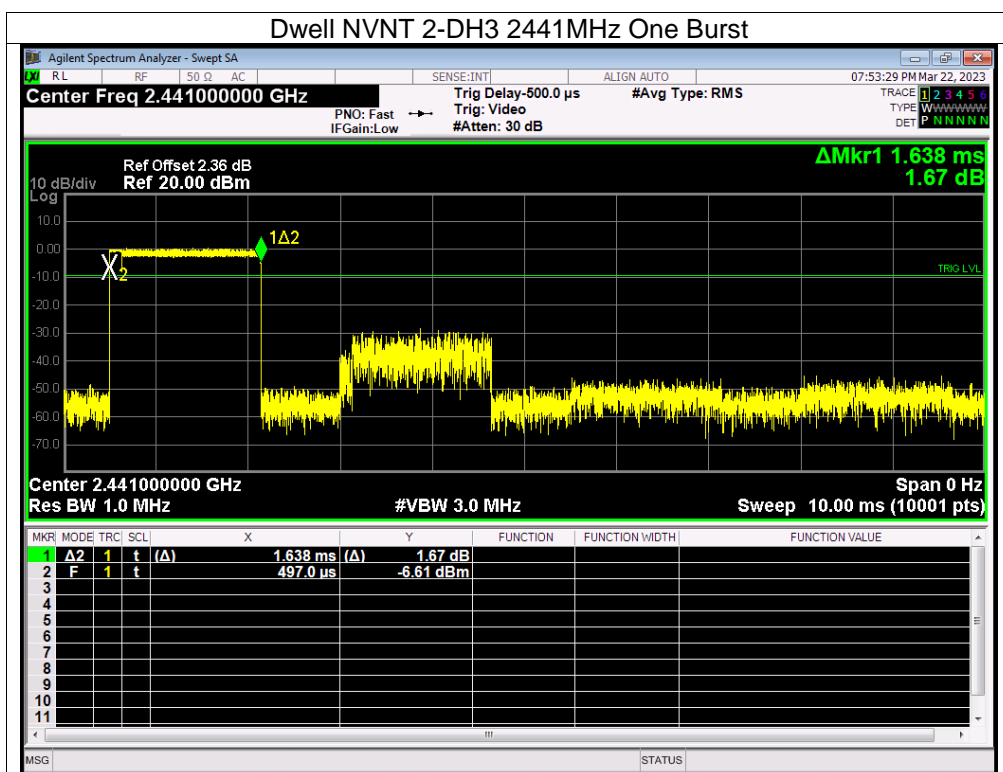 Dwell NVNT 2-DH3 2441MHz One Burst
Agilent Spectrum Analyzer - Swept SA
LXI RL RF 50 Ω AC SENSE:INT ALIGN AUTO 07:53:29 PM Mar 22, 2023
Center Freq 2.441000000 GHz Trig Delay-500.0 µs #Avg Type: RMS TRACE 1 2 3 4 5 6
PNO: Fast Trig: Video TYPE WWWWWW
IFGain:Low #Atten: 30 dB DET P N N N N N
ΔMkr1 1.638 ms
Ref Offset 2.36 dB
10 dB/div Ref 20.00 dBm 1.67 dB
Log
10.0
1Δ2
0.00
2
TRIG LVL
-10.0
-20.0
-30.0
-40.0
-50.0
-60.0
-70.0
Center 2.441000000 GHz Span 0 Hz
Res BW 1.0 MHz #VBW 3.0 MHz Sweep 10.00 ms (10001 pts)
MKR MODE TRC SCL X Y FUNCTION FUNCTION WIDTH FUNCTION VALUE
1 Δ2 1 t (Δ) 1.638 ms (Δ) 1.67 dB
2 F 1 t 497.0 µs -6.61 dBm
3
4
5
6
7
8
9
10
11
MSG STATUS